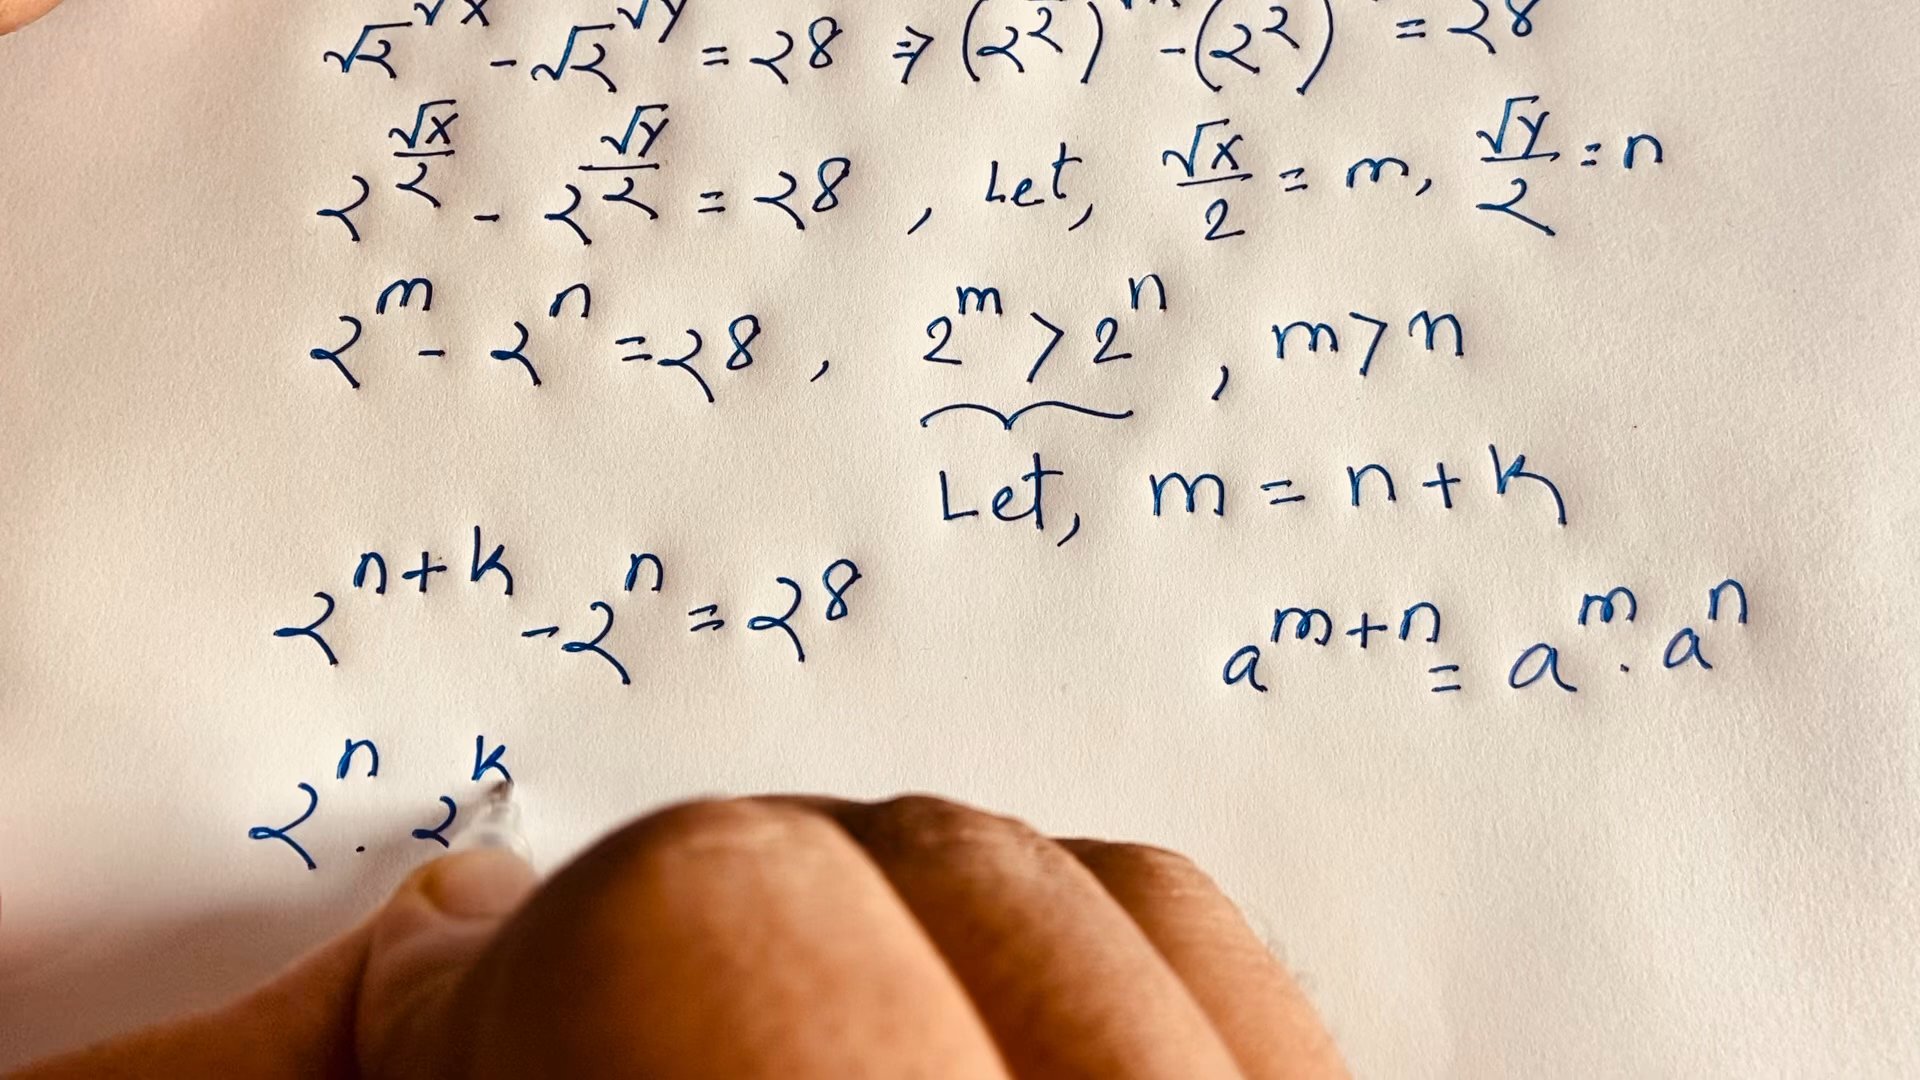 √2^√x - √2^√y = 28 ⇒ (2^2) - (2^2) = 28
2^(√x/2) - 2^(√y/2) = 28 , Let, √x/2 = m, √y/2 = n
2^m - 2^n = 28 , 2^m > 2^n , m > n
Let, m = n + k
2^(n+k) - 2^n = 28
a^(m+n) = a^m . a^n
2^n . 2^k